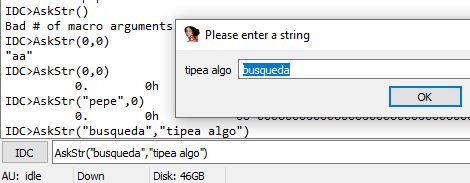 IDC>AskStr()
Bad # of macro arguments
IDC>AskStr(0,0)
"aa"
IDC>AskStr(0,0)
0. 0h
IDC>AskStr("pepe",0)
0. 0h
IDC>AskStr("busqueda","tipea algo")
Please enter a string
tipea algo busqueda
OK
IDC AskStr("busqueda","tipea algo")
AU: idle Down Disk: 46GB